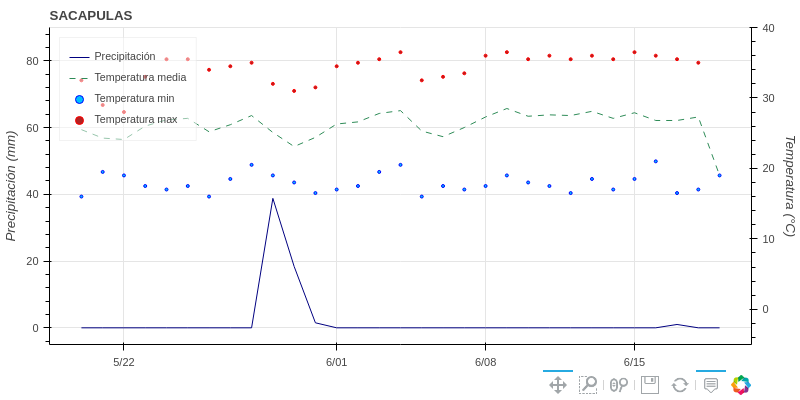 SACAPULAS
Precipitación
Temperatura media
Temperatura min
Temperatura max
Precipitación (mm)
80
60
40
20
0
Temperatura (°C)
40
30
20
10
0
5/22
6/01
6/08
6/15